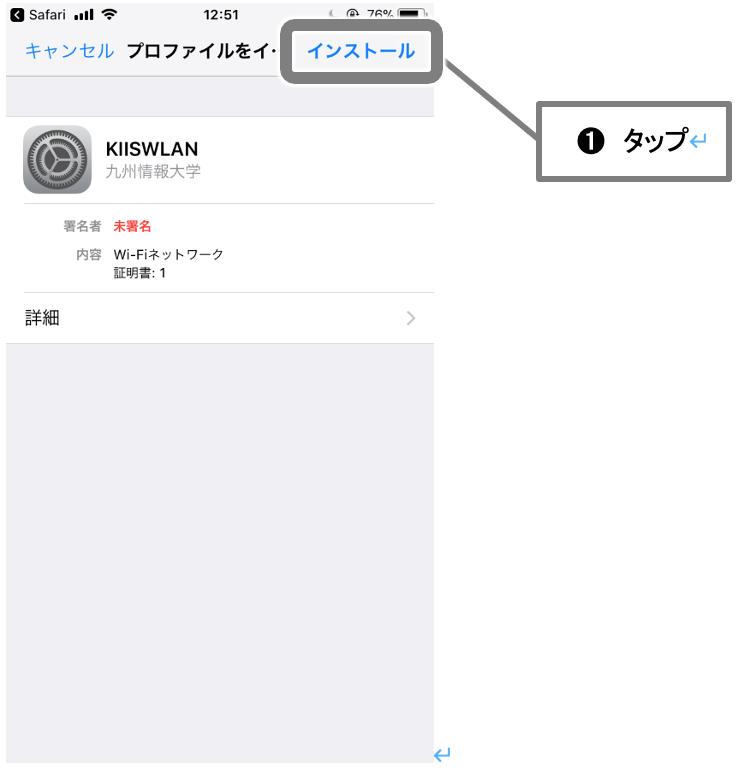 Safari 12:51 76%
キャンセル プロファイルをイ… インストール
❶ タップ↵
KIISWLAN
九州情報大学
署名者 未署名
内容 Wi-Fiネットワーク
証明書: 1
詳細
↵